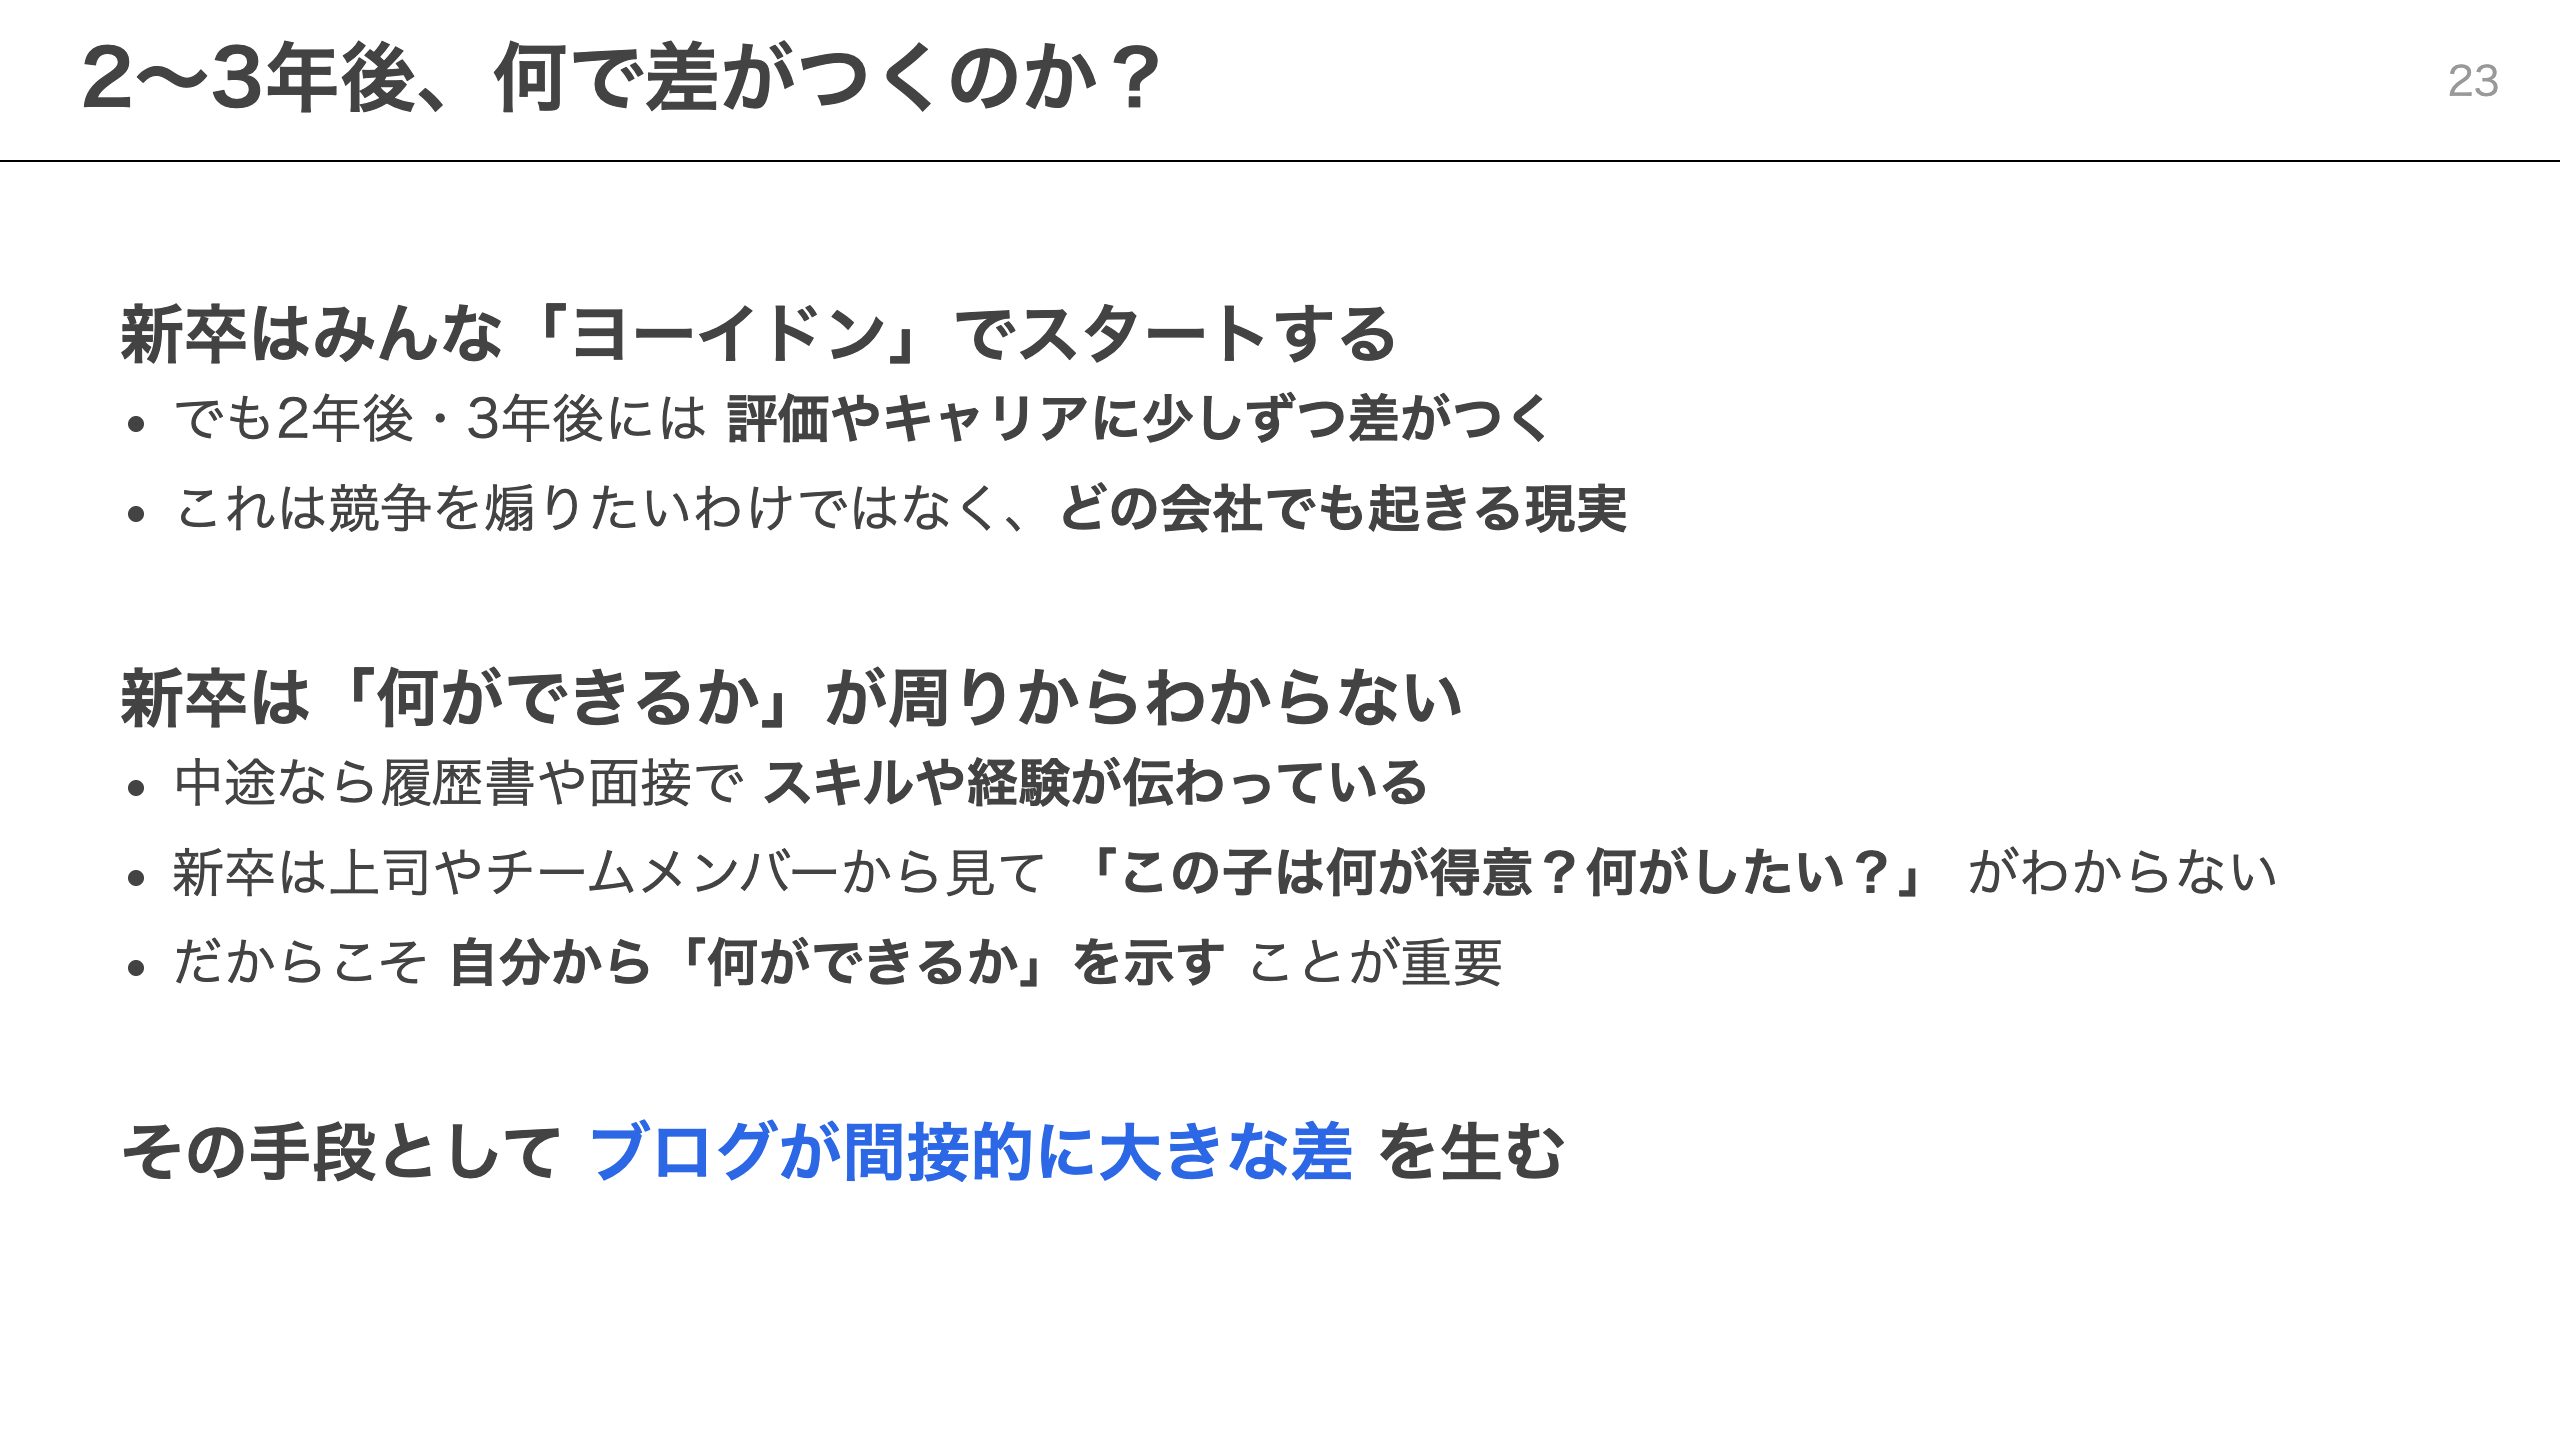 2〜3年後、何で差がつくのか？
23
新卒はみんな「ヨーイドン」でスタートする
• でも2年後・3年後には 評価やキャリアに少しずつ差がつく
• これは競争を煽りたいわけではなく、どの会社でも起きる現実
新卒は「何ができるか」が周りからわからない
• 中途なら履歴書や面接で スキルや経験が伝わっている
• 新卒は上司やチームメンバーから見て 「この子は何が得意？何がしたい？」 がわからない
• だからこそ 自分から「何ができるか」を示す ことが重要
その手段として ブログが間接的に大きな差 を生む